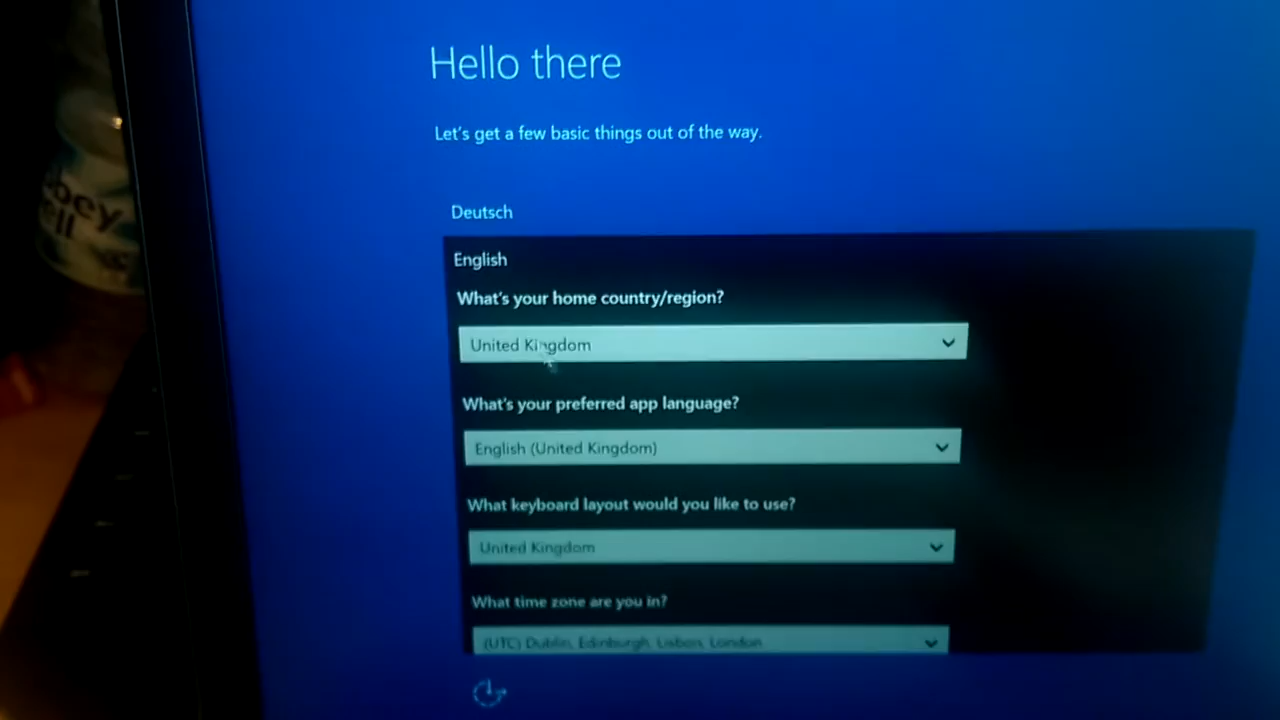 Hello there
Let's get a few basic things out of the way.
Deutsch
English
What's your home country/region?
United Kingdom
What's your preferred app language?
English (United Kingdom)
What keyboard layout would you like to use?
United Kingdom
What time zone are you in?
(UTC) Dublin, Edinburgh, Lisbon, London